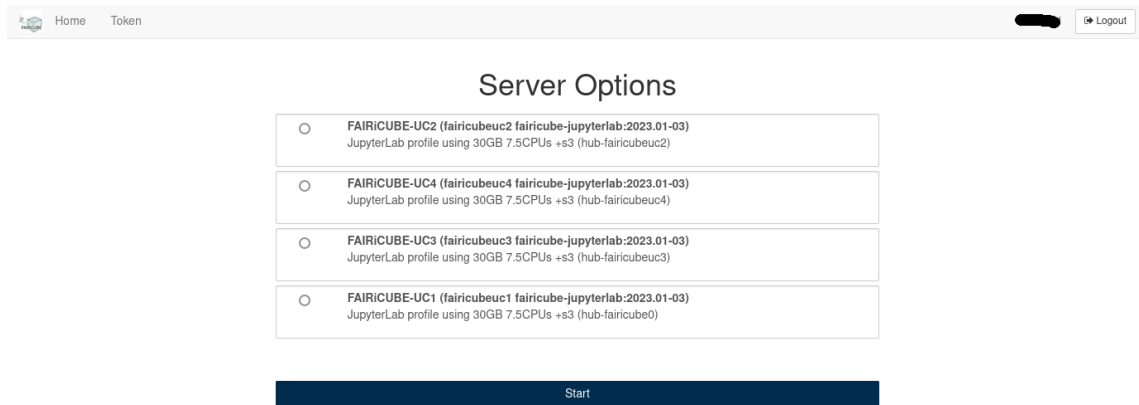 Home Token Logout
Server Options
FAIRiCUBE-UC2 (fairicubeuc2 fairicube-jupyterlab:2023.01-03)
JupyterLab profile using 30GB 7.5CPUs +s3 (hub-fairicubeuc2)
FAIRiCUBE-UC4 (fairicubeuc4 fairicube-jupyterlab:2023.01-03)
JupyterLab profile using 30GB 7.5CPUs +s3 (hub-fairicubeuc4)
FAIRiCUBE-UC3 (fairicubeuc3 fairicube-jupyterlab:2023.01-03)
JupyterLab profile using 30GB 7.5CPUs +s3 (hub-fairicubeuc3)
FAIRiCUBE-UC1 (fairicubeuc1 fairicube-jupyterlab:2023.01-03)
JupyterLab profile using 30GB 7.5CPUs +s3 (hub-fairicube0)
Start